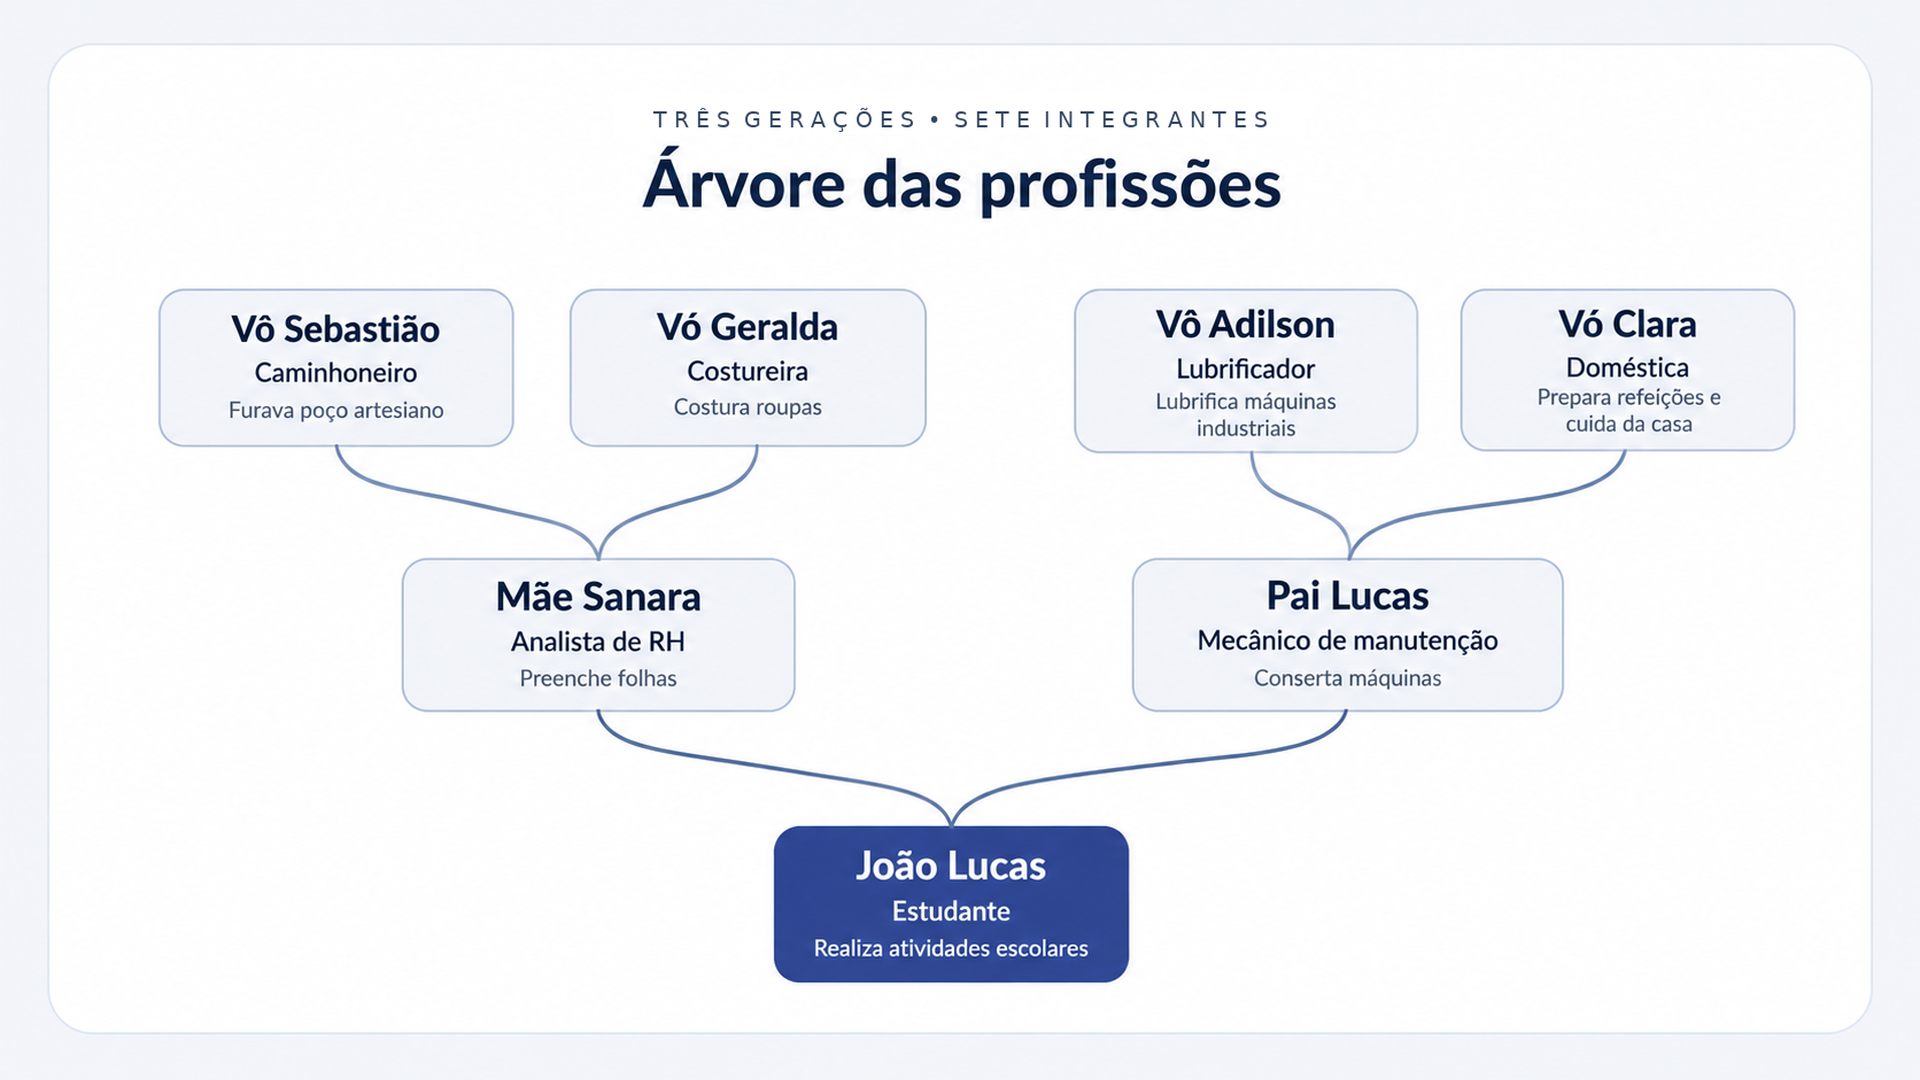 TRÊS GERAÇÕES • SETE INTEGRANTES
Árvore das profissões
Vô Sebastião
Caminhoneiro
Furava poço artesiano
Vó Geralda
Costureira
Costura roupas
Vô Adilson
Lubrificador
Lubrifica máquinas
industriais
Vó Clara
Doméstica
Prepara refeições e
cuida da casa
Mãe Sanara
Analista de RH
Preenche folhas
Pai Lucas
Mecânico de manutenção
Conserta máquinas
João Lucas
Estudante
Realiza atividades escolares